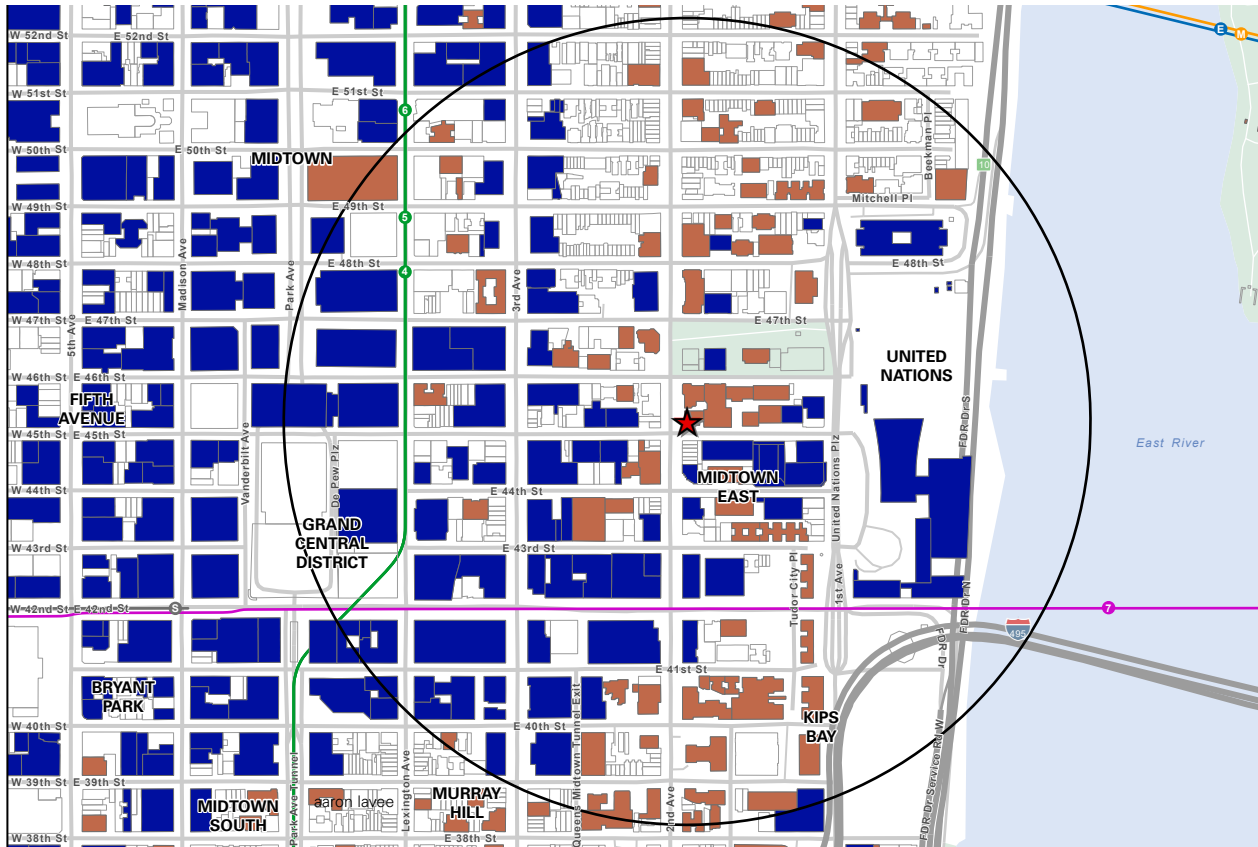 W 52nd St
E 52nd St
E
M
W 51st St
E 51st St
6
W 50th St
E 50th St
MIDTOWN
Beekman Pl
10
W 49th St
E 49th St
Mitchell Pl
5
W 48th St
E 48th St
E 48th St
4
Madison Ave
Park Ave
3rd Ave
W 47th St
E 47th St
E 47th St
5th Ave
UNITED
NATIONS
W 46th St
E 46th St
FIFTH
AVENUE
W 45th St
E 45th St
Vanderbilt Ave
De Pew Plz
United Nations Plz
FDR Dr S
East River
MIDTOWN
EAST
W 44th St
E 44th St
GRAND
CENTRAL
DISTRICT
W 43rd St
E 43rd St
Tudor City Pl
1st Ave
FDR Dr N
W 42nd St
E 42nd St
S
7
495
FDR Dr
W 41st St
E 41st St
BRYANT
PARK
KIPS
BAY
W 40th St
E 40th St
Queens Midtown Tunnel Exit
FDR Dr Service Rd W
W 39th St
E 39th St
Park Ave Tunnel
Lexington Ave
2nd Ave
MIDTOWN
SOUTH
aaron lavee
MURRAY
HILL
W 38th St
E 38th St